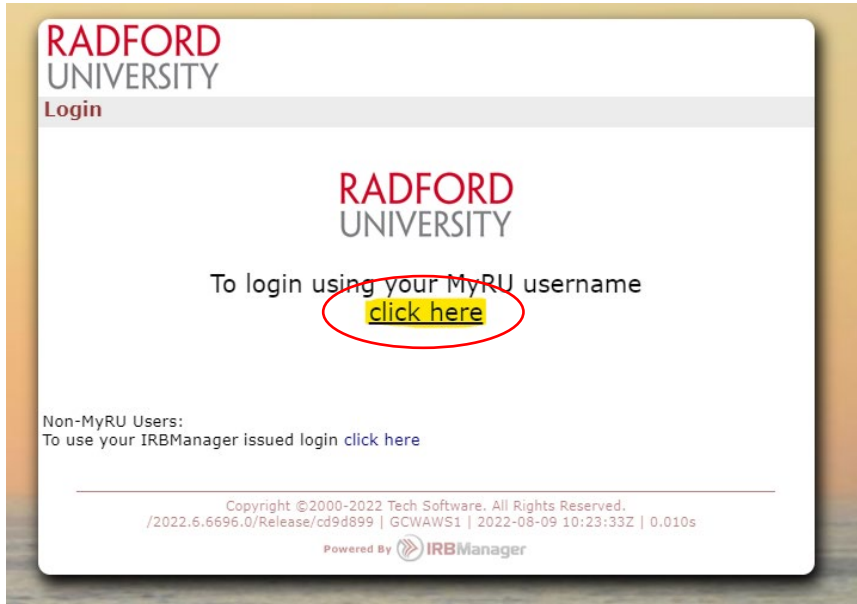 RADFORD
UNIVERSITY
Login
RADFORD
UNIVERSITY
To login using your MyRU username
click here
Non-MyRU Users:
To use your IRBManager issued login click here
Copyright ©2000-2022 Tech Software. All Rights Reserved.
/2022.6.6696.0/Release/cd9d899 | GCWAWS1 | 2022-08-09 10:23:33Z | 0.010s
Powered By IRBManager